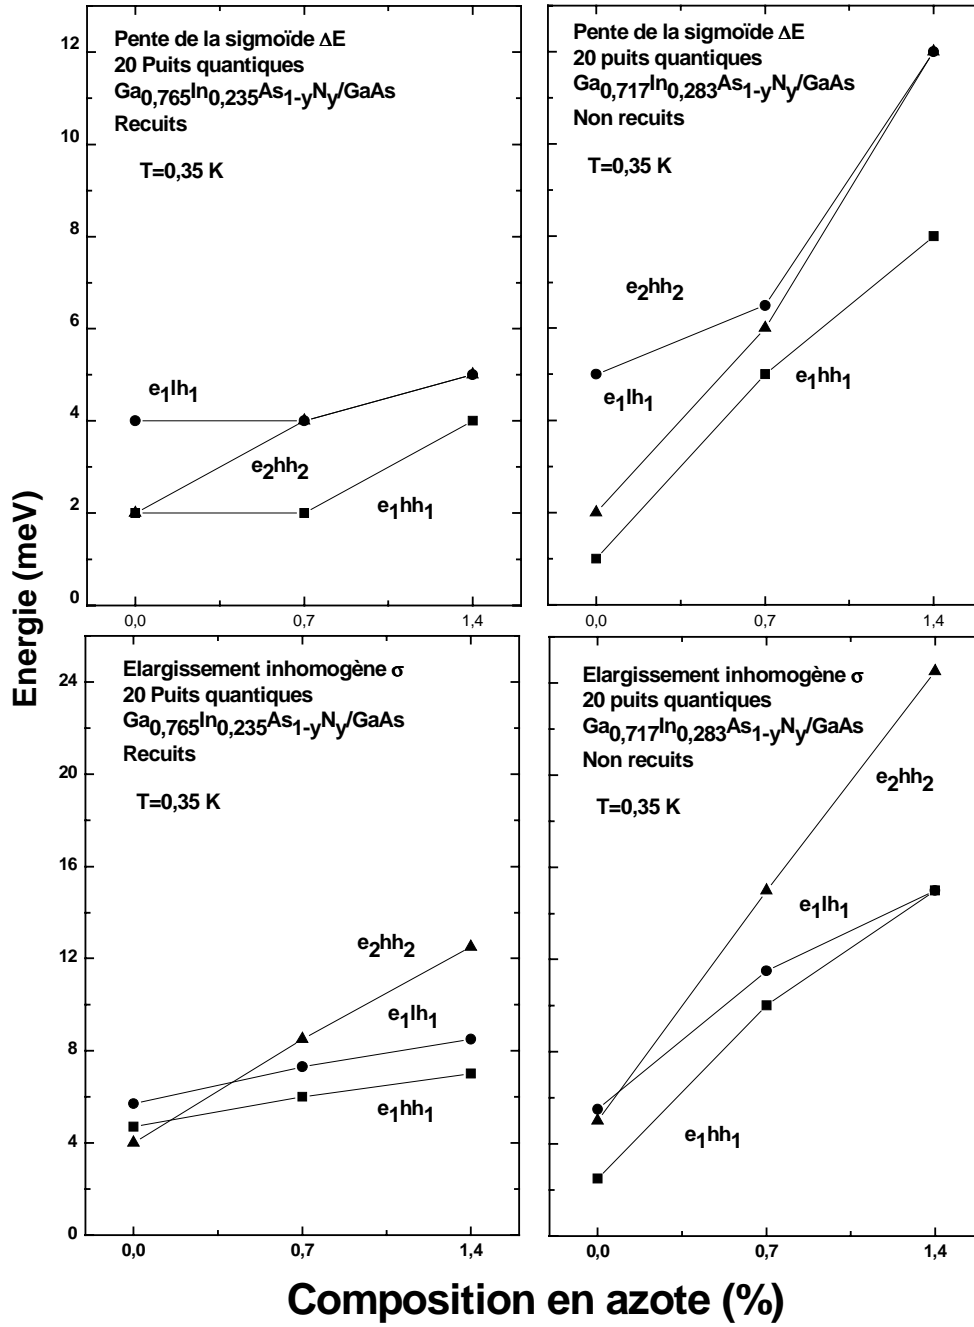 Pente de la sigmoïde ΔE
20 Puits quantiques
Ga0,765In0,235As1-yNy/GaAs
Recuits
T=0,35 K
12
10
8
6
4
2
0
e1lh1
e2hh2
e1hh1
0,0 0,7 1,4
Pente de la sigmoïde ΔE
20 puits quantiques
Ga0,717In0,283As1-yNy/GaAs
Non recuits
T=0,35 K
e2hh2
e1lh1
e1hh1
0,0 0,7 1,4
Energie (meV)
Elargissement inhomogène σ
20 Puits quantiques
Ga0,765In0,235As1-yNy/GaAs
Recuits
T=0,35 K
24
20
16
12
8
4
0
e2hh2
e1lh1
e1hh1
0,0 0,7 1,4
Elargissement inhomogène σ
20 puits quantiques
Ga0,717In0,283As1-yNy/GaAs
Non recuits
T=0,35 K
e2hh2
e1lh1
e1hh1
0,0 0,7 1,4
Composition en azote (%)